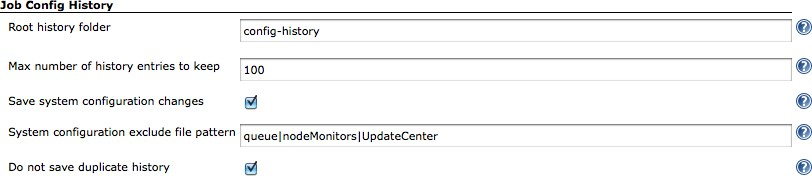 Job Config History
Root history folder config-history
Max number of history entries to keep 100
Save system configuration changes
System configuration exclude file pattern queue|nodeMonitors|UpdateCenter
Do not save duplicate history